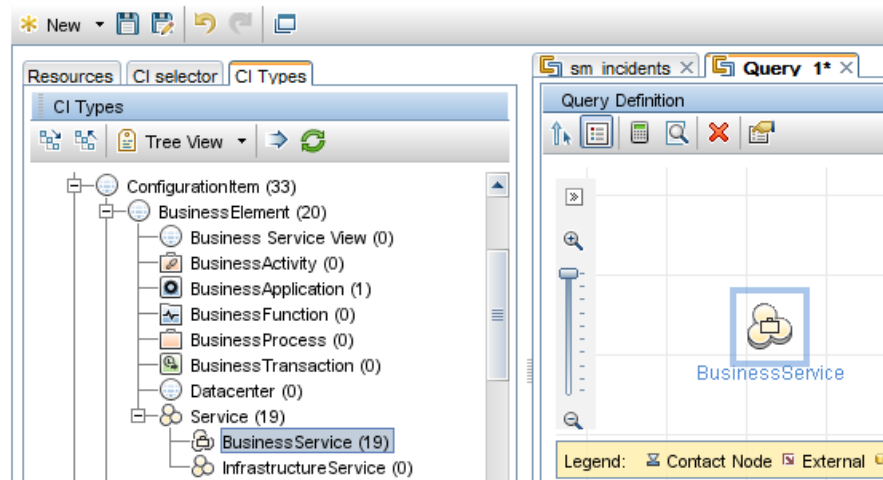 New
Resources CI selector CI Types
CI Types
Tree View
ConfigurationItem (33)
BusinessElement (20)
Business Service View (0)
BusinessActivity (0)
BusinessApplication (1)
BusinessFunction (0)
BusinessProcess (0)
BusinessTransaction (0)
Datacenter (0)
Service (19)
BusinessService (19)
InfrastructureService (0)
sm_incidents Query 1*
Query Definition
BusinessService
Legend: Contact Node External